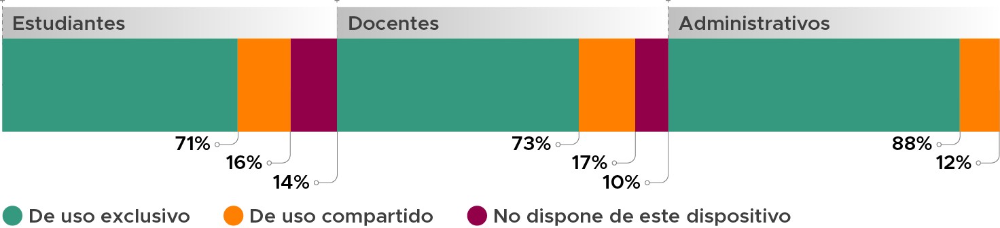 Estudiantes
Docentes
Administrativos
71%
16%
14%
73%
17%
10%
88%
12%
De uso exclusivo
De uso compartido
No dispone de este dispositivo